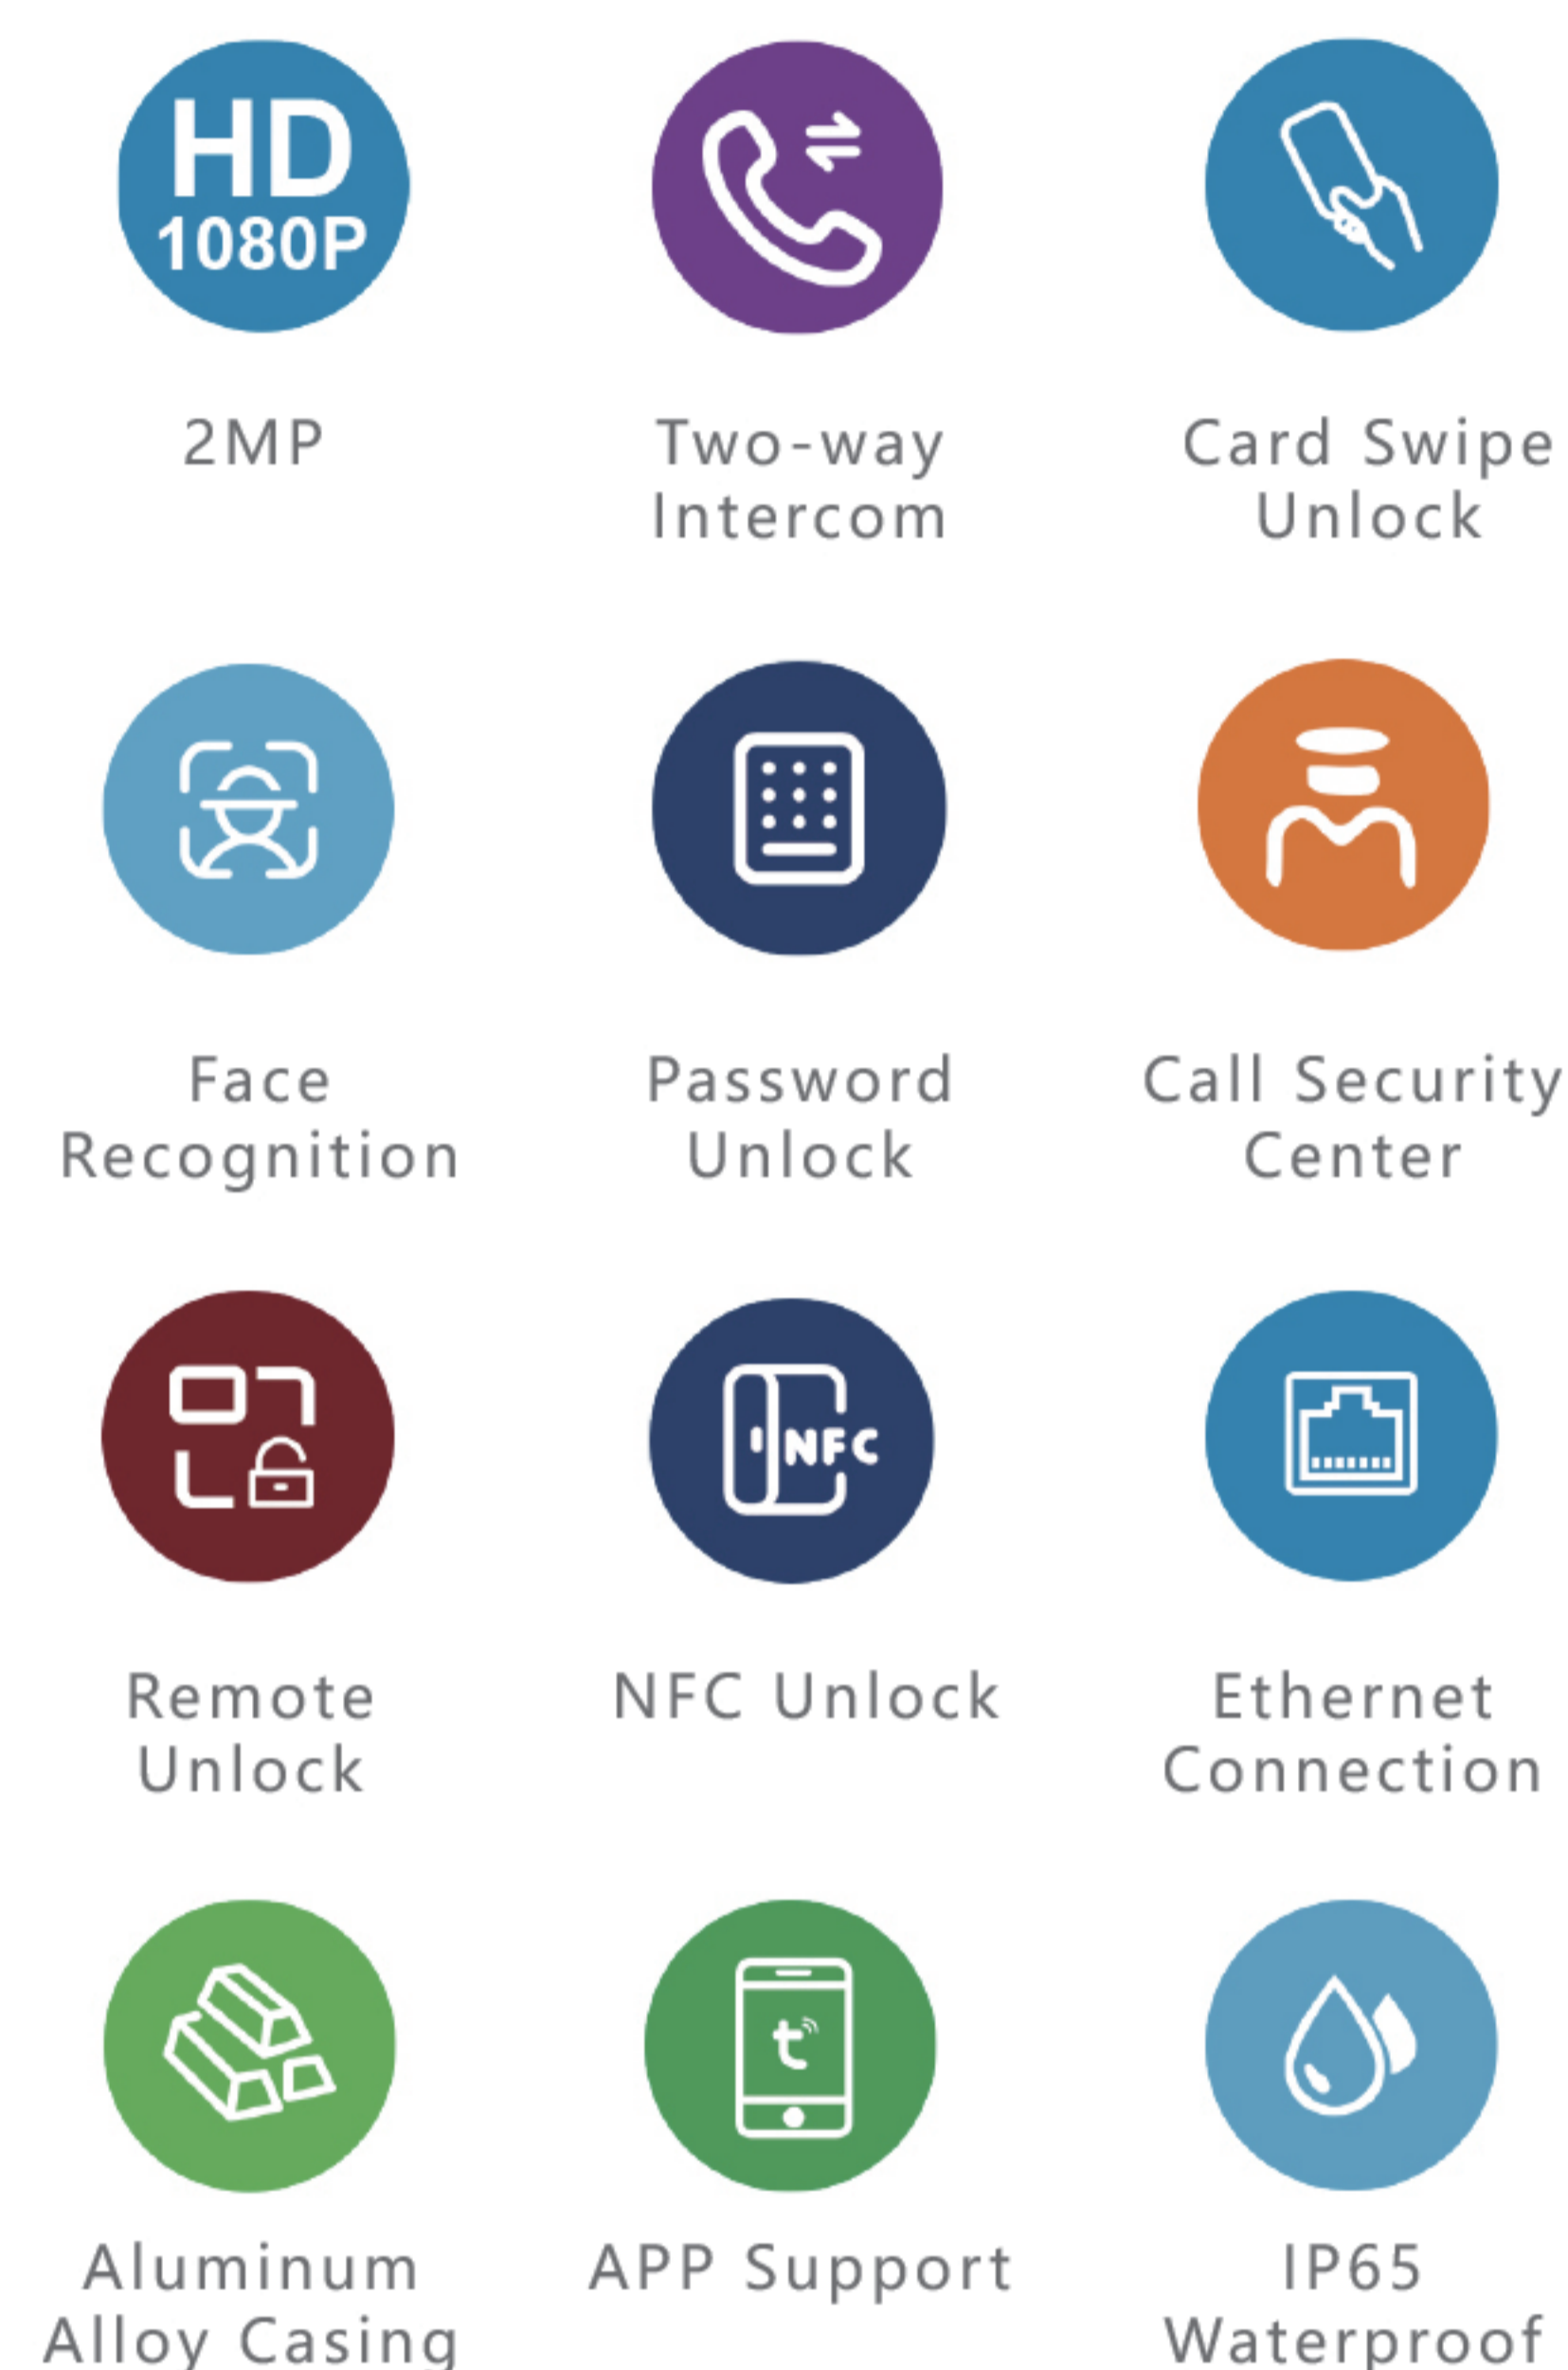 HD
1080P
2MP
Two-way
Intercom
Card Swipe
Unlock
Face
Recognition
Password
Unlock
Call Security
Center
Remote
Unlock
NFC
NFC Unlock
Ethernet
Connection
Aluminum
Alloy Casing
t
APP Support
IP65
Waterproof